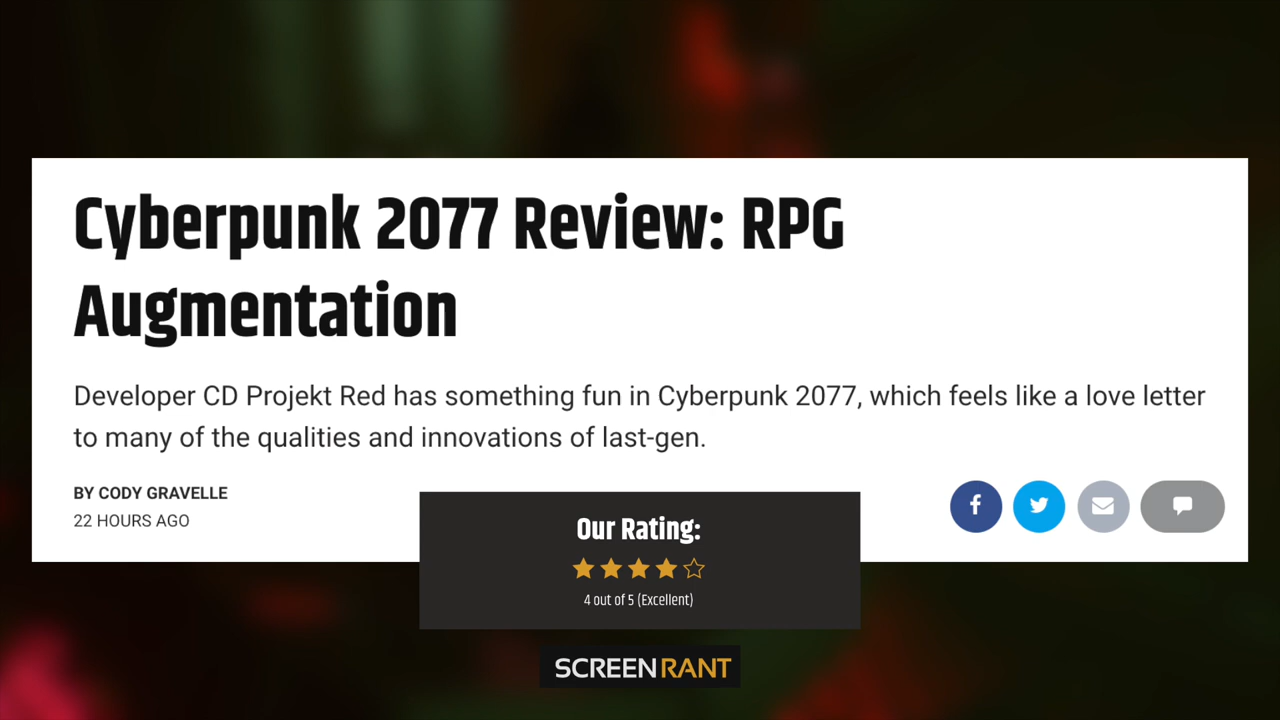 Cyberpunk 2077 Review: RPG
Augmentation
Developer CD Projekt Red has something fun in Cyberpunk 2077, which feels like a love letter
to many of the qualities and innovations of last-gen.
BY CODY GRAVELLE
22 HOURS AGO
Our Rating:
4 out of 5 (Excellent)
SCREENRANT